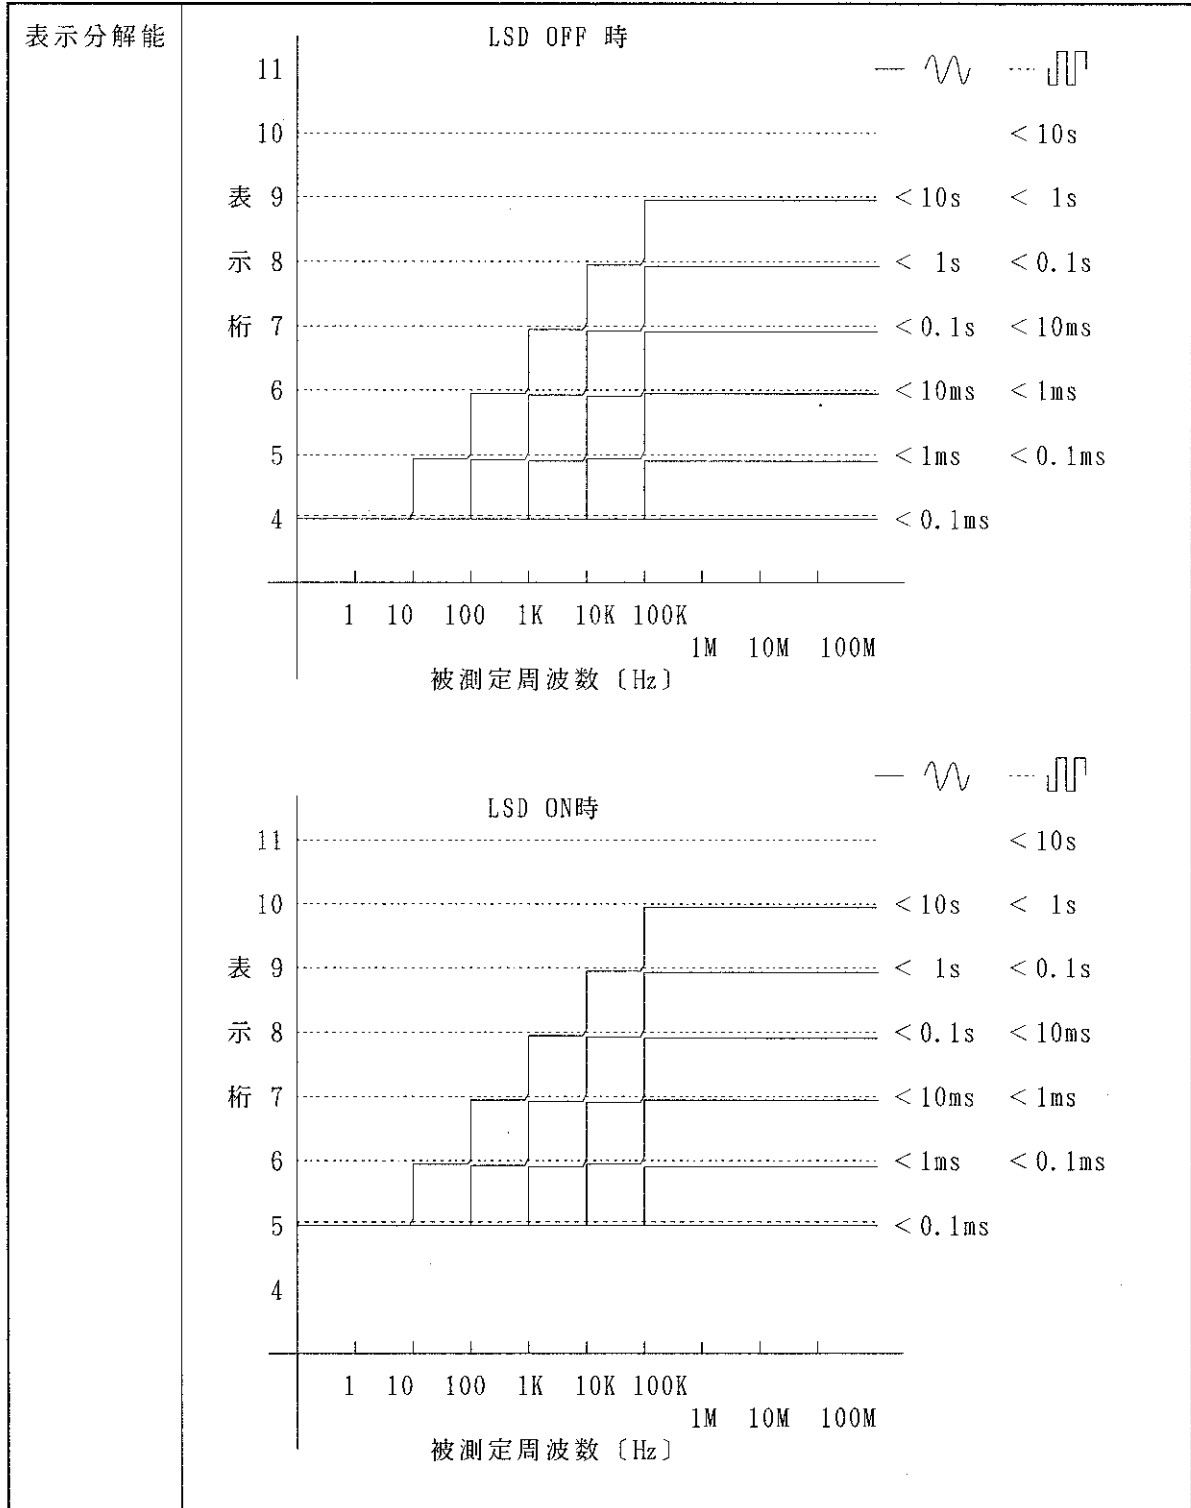 表示分解能
LSD OFF 時
11
10 < 10s
表 9 < 10s < 1s
示 8 < 1s < 0.1s
桁 7 < 0.1s < 10ms
6 < 10ms < 1ms
5 < 1ms < 0.1ms
4 < 0.1ms
1 10 100 1K 10K 100K
1M 10M 100M
被測定周波数〔Hz〕
LSD ON時
11 < 10s
10 < 10s < 1s
表 9 < 1s < 0.1s
示 8 < 0.1s < 10ms
桁 7 < 10ms < 1ms
6 < 1ms < 0.1ms
5 < 0.1ms
4
1 10 100 1K 10K 100K
1M 10M 100M
被測定周波数〔Hz〕